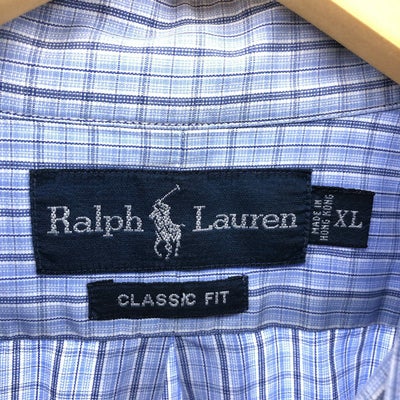 Ralph Lauren
MADE IN
HONG KONG
XL
CLASSIC FIT